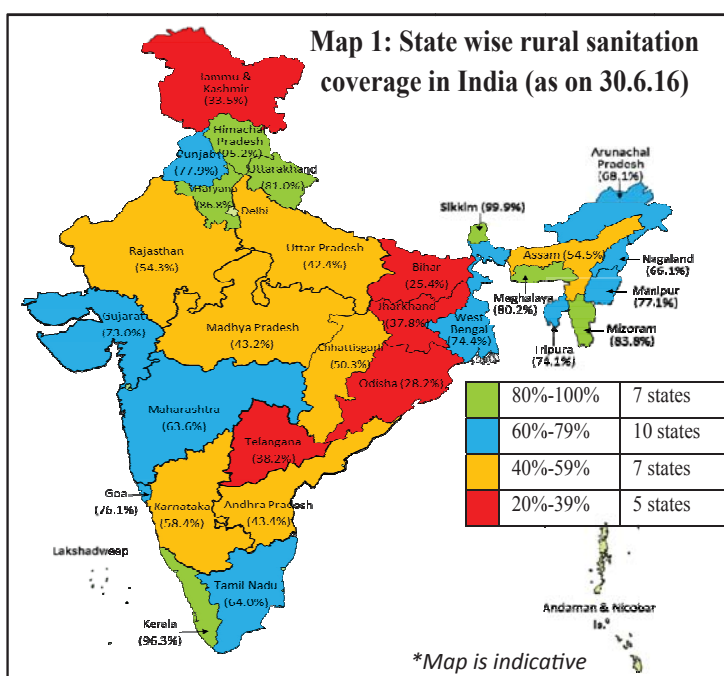 Map 1: State wise rural sanitation
coverage in India (as on 30.6.16)
Jammu &
Kashmir
(33.5%)
Himachal
Pradesh
(95.2%)
Punjab
(77.9%)
Uttarakhand
(81.0%)
Haryana
(86.8%)
Delhi
Arunachal
Pradesh
(68.1%)
Sikkim (99.9%)
Rajasthan
(54.3%)
Uttar Pradesh
(42.4%)
Bihar
(25.4%)
Assam (54.5%)
Nagaland
(66.1%)
Meghalaya
(80.2%)
Manipur
(77.1%)
Gujarat
(73.0%)
Madhya Pradesh
(43.2%)
Jharkhand
(37.8%)
West
Bengal
(74.4%)
Tripura
(74.1%)
Mizoram
(83.8%)
Chhattisgarh
(50.3%)
Odisha (28.2%)
Maharashtra
(63.6%)
Telangana
(38.2%)
80%-100% 7 states
60%-79% 10 states
40%-59% 7 states
20%-39% 5 states
Goa
(76.1%)
Karnataka
(58.4%)
Andhra Pradesh
(43.4%)
Lakshadweep
Tamil Nadu
(64.0%)
Kerala
(96.3%)
Andaman & Nicobar
Is.
*Map is indicative